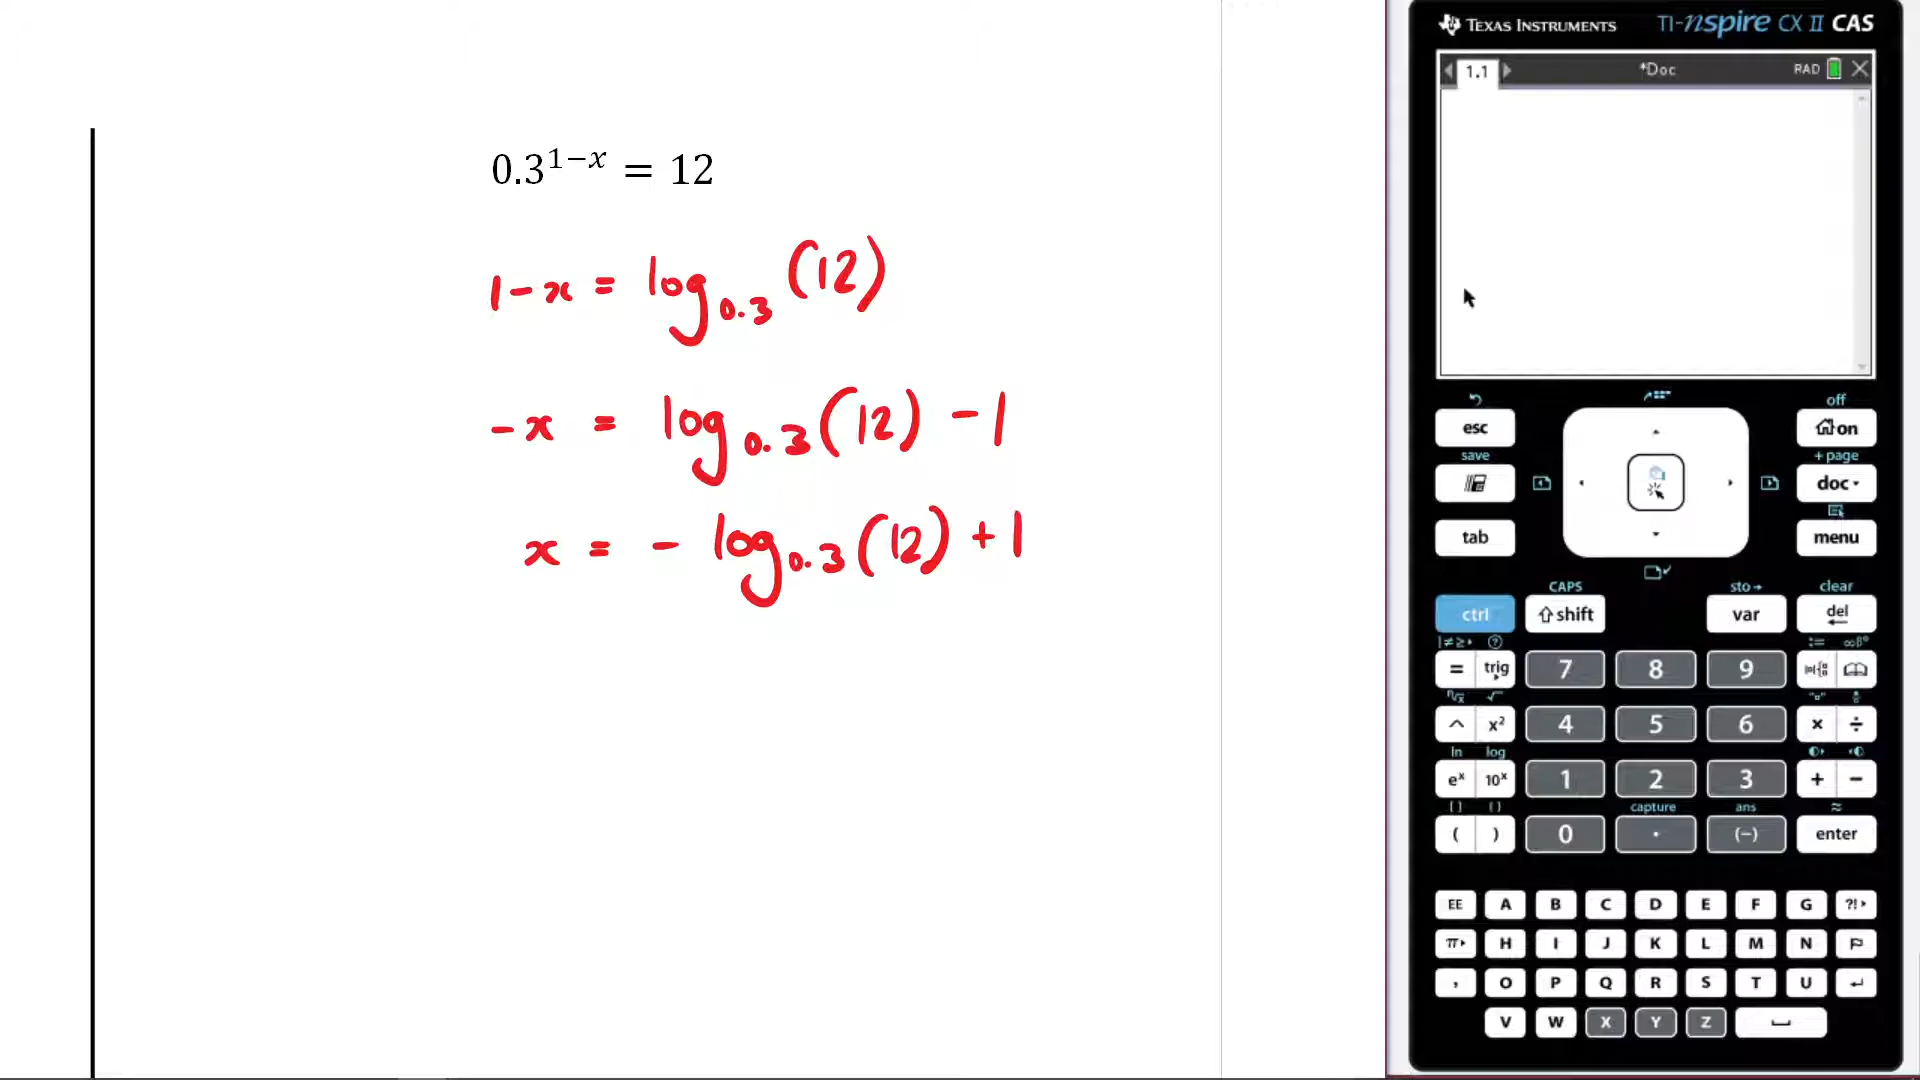 0.3^{1−x} = 12
1 - x = log_{0.3} (12)
-x = log_{0.3} (12) - 1
x = - log_{0.3} (12) + 1
TEXAS INSTRUMENTS TI-nspire CX II CAS
1.1 *Doc RAD
off
esc on
save + page
doc
tab menu
CAPS sto→ clear
ctrl shift var del
|≠≥▸ ? := ∞β°
= trig 7 8 9
ⁿ√x √ "□"
^ x² 4 5 6 × ÷
ln log
eˣ 10ˣ 1 2 3 + −
[ ] { } capture ans ≈
( ) 0 . (−) enter
EE A B C D E F G ?!▸
π▸ H I J K L M N
, O P Q R S T U ↵
V W X Y Z